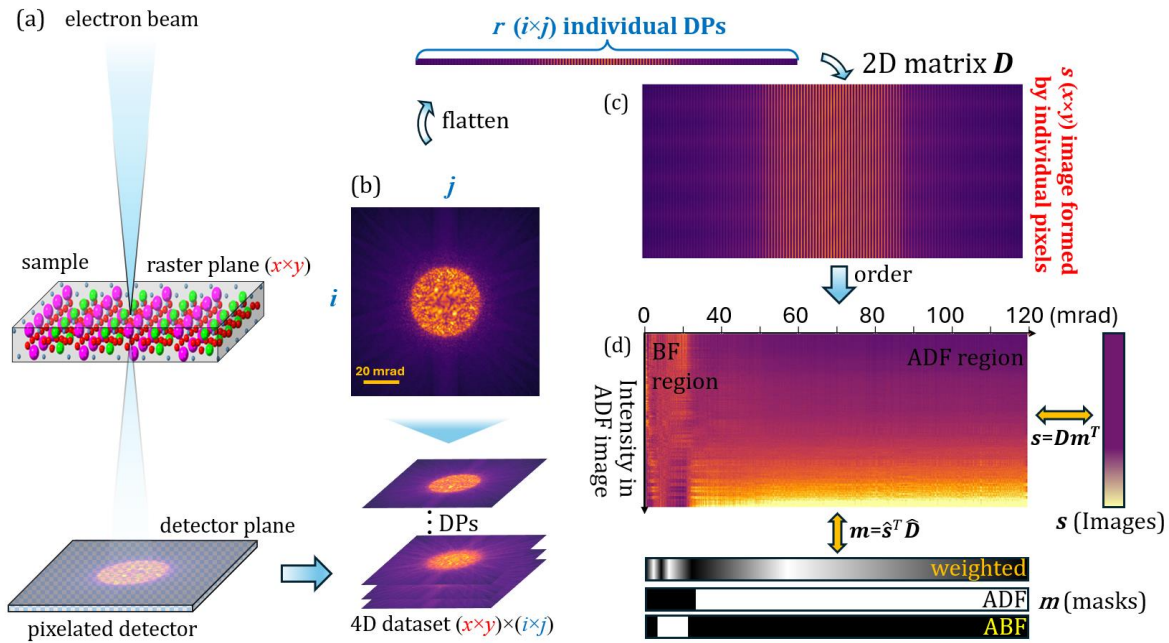 (a)
electron beam
r (i×j) individual DPs
2D matrix D
flatten
(c)
s (x×y) image formed
by individual pixels
(b)
j
i
20 mrad
sample
raster plane (x×y)
order
0 20 40 60 80 100 120 (mrad)
(d)
BF
region
ADF region
Intensity in
ADF image
s=Dmᵀ
s (Images)
DPs
detector plane
pixelated detector
4D dataset (x×y)×(i×j)
m=ŝᵀD̂
weighted
ADF
ABF
m (masks)